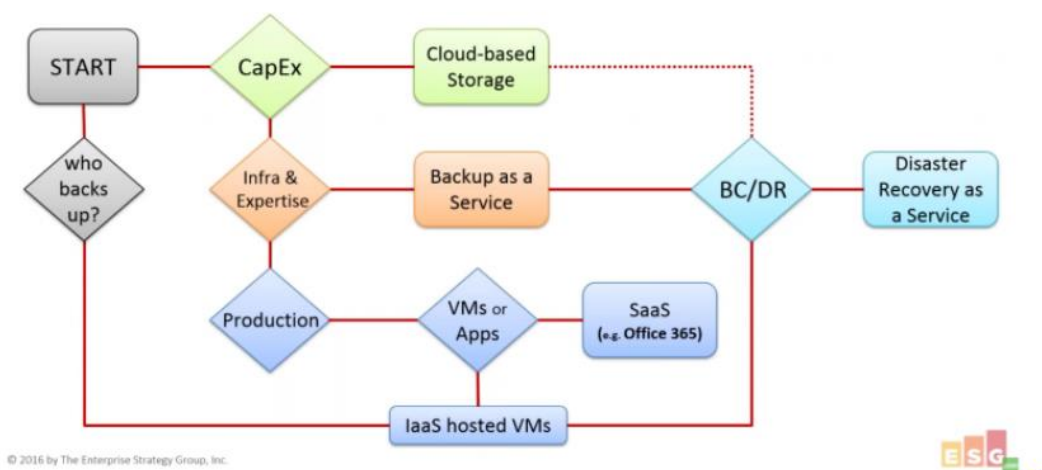 START
CapEx
Cloud-based
Storage
who
backs
up?
Infra &
Expertise
Backup as a
Service
BC/DR
Disaster
Recovery as
a Service
Production
VMs or
Apps
SaaS
(e.g. Office 365)
IaaS hosted VMs
© 2016 by The Enterprise Strategy Group, Inc.
ESG